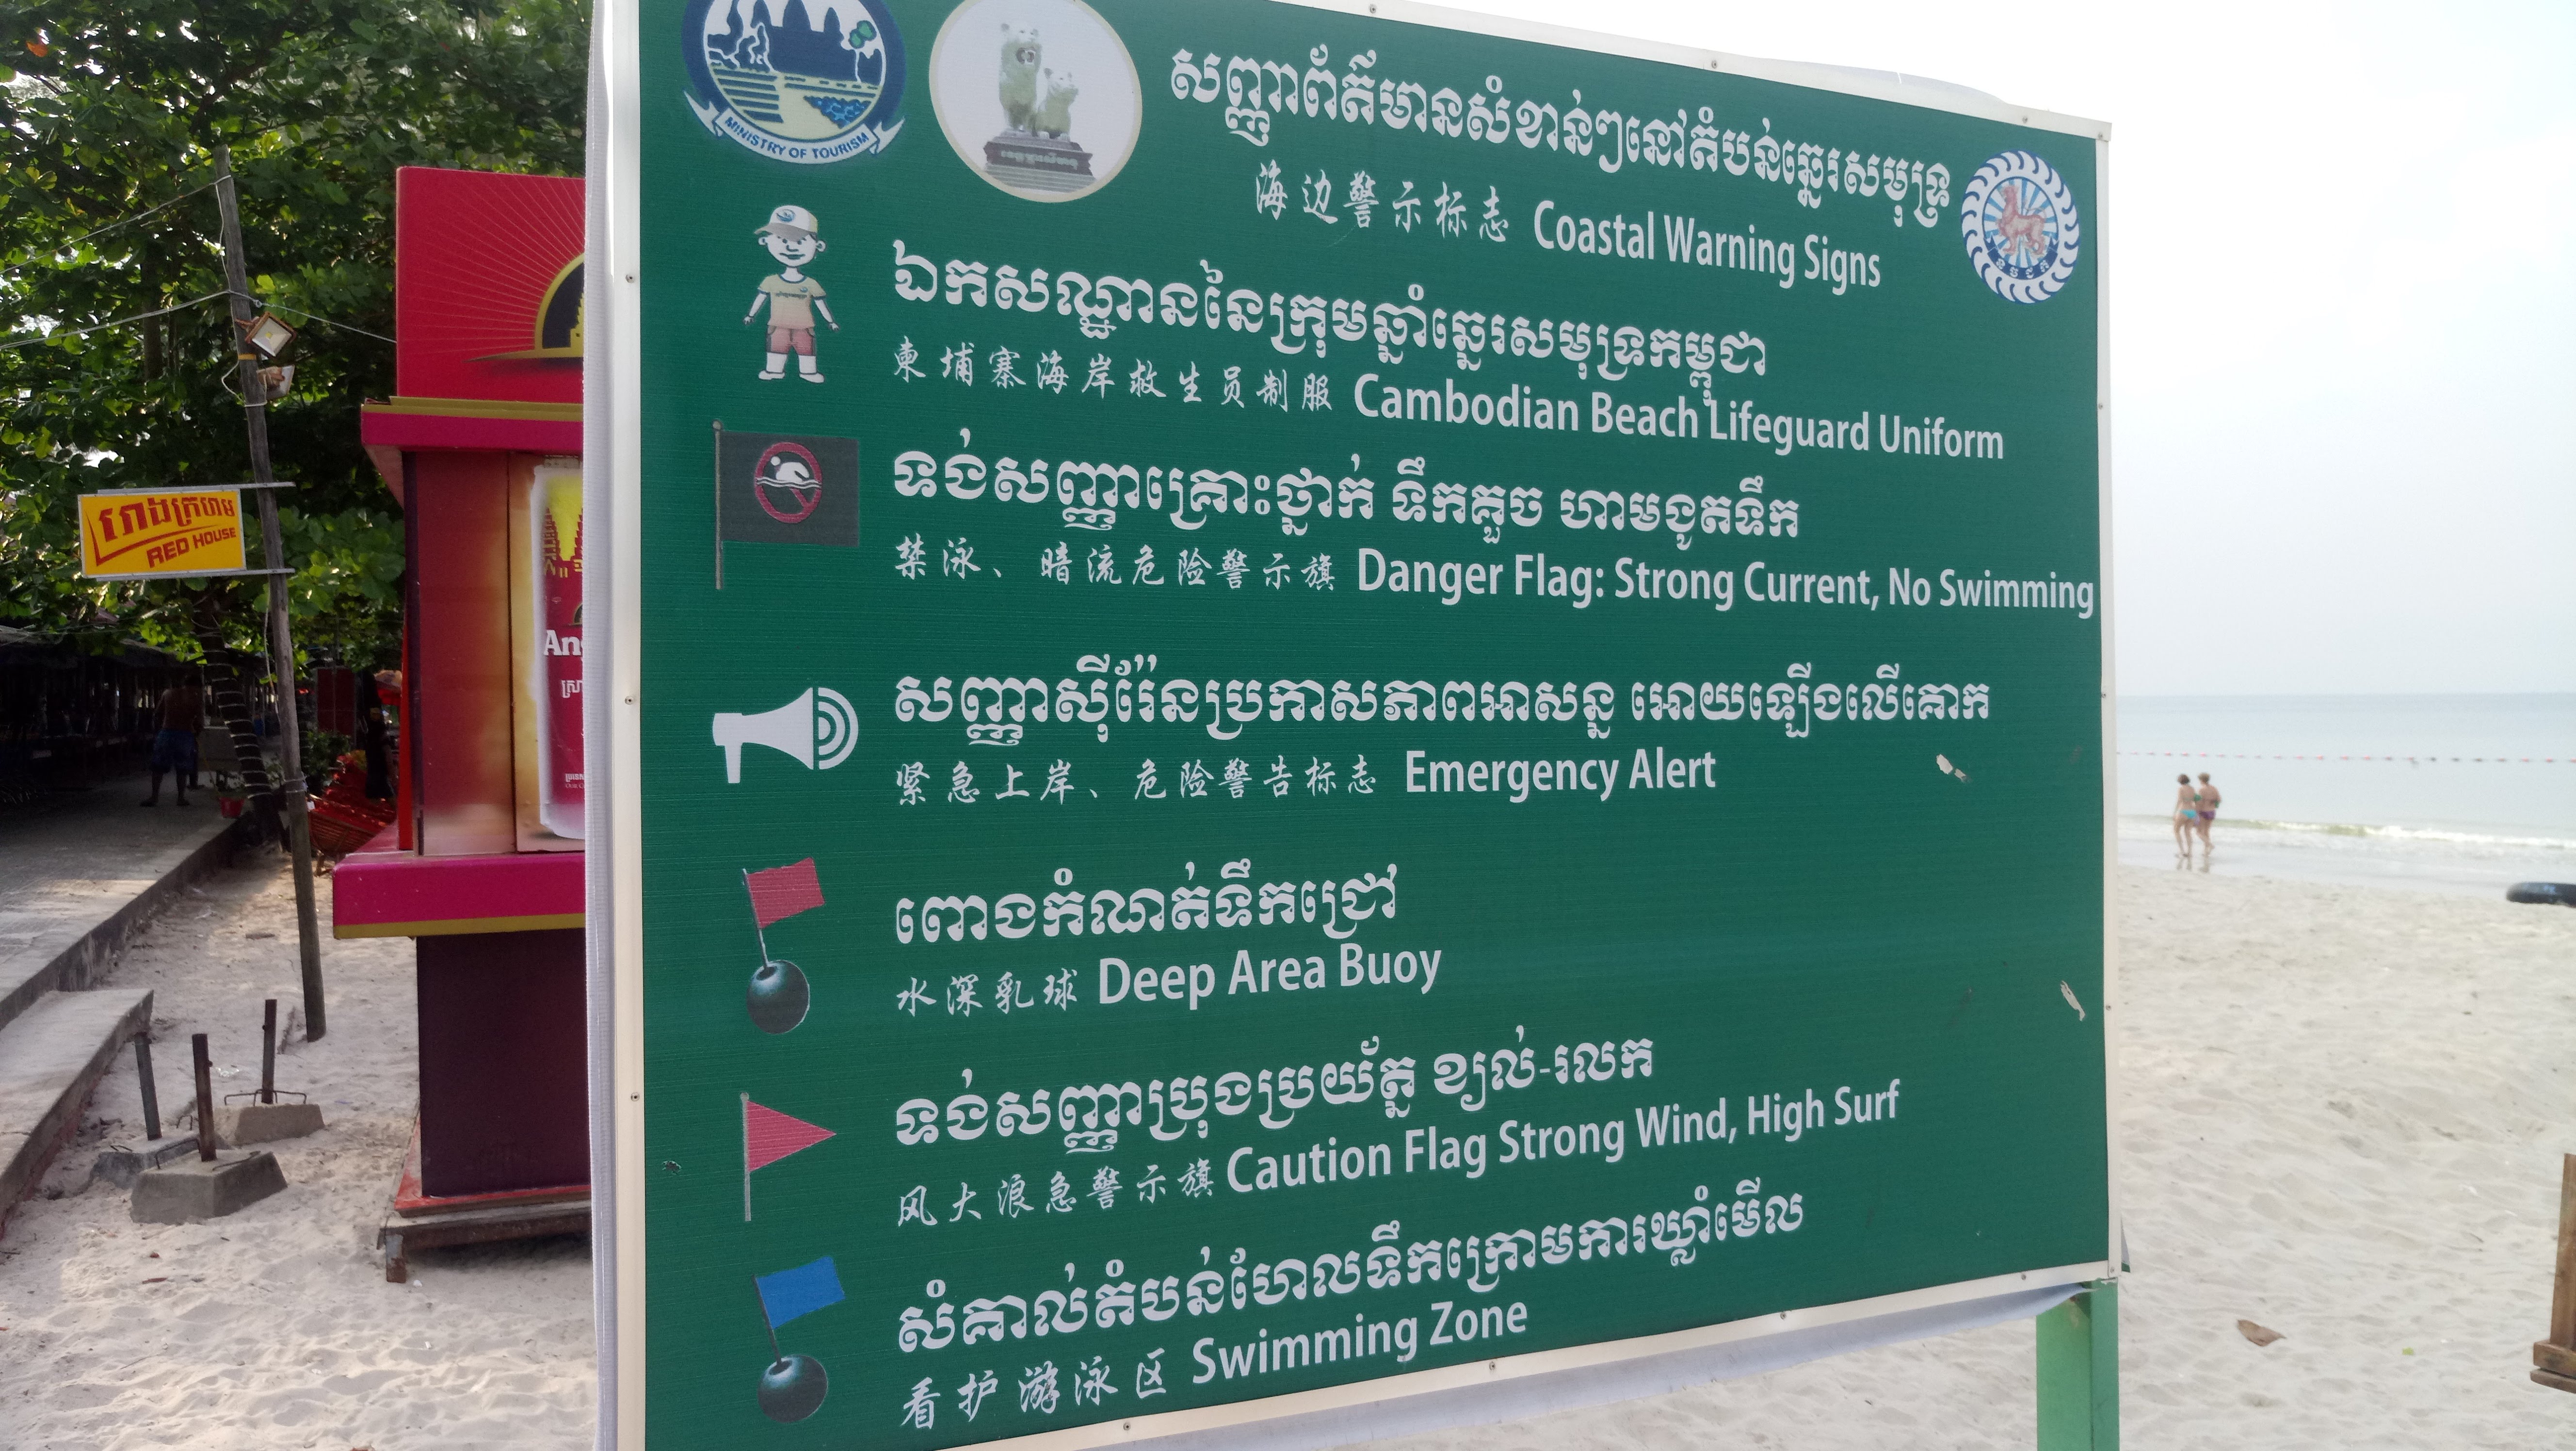 MINISTRY OF TOURISM
សញ្ញាព័ត៌មានសំខាន់ៗនៅតំបន់ឆ្នេរសមុទ្រ
海边警示标志 Coastal Warning Signs
ឯកសណ្ឋាននៃក្រុមឆ្មាំឆ្នេរសមុទ្រកម្ពុជា
柬埔寨海岸救生员制服 Cambodian Beach Lifeguard Uniform
ទង់សញ្ញាគ្រោះថ្នាក់ ទឹកគួច ហាមងូតទឹក
禁泳、暗流危险警示旗 Danger Flag: Strong Current, No Swimming
សញ្ញាស៊ីរ៉ែនប្រកាសភាពអាសន្ន អោយឡើងលើគោក
紧急上岸、危险警告标志 Emergency Alert
ពោងកំណត់ទឹកជ្រៅ
水深乳球 Deep Area Buoy
ទង់សញ្ញាប្រុងប្រយ័ត្ន ខ្យល់-រលក
风大浪急警示旗 Caution Flag Strong Wind, High Surf
សំគាល់តំបន់ហែលទឹកក្រោមការឃ្លាំមើល
看护游泳区 Swimming Zone
រោងក្រហម
RED HOUSE